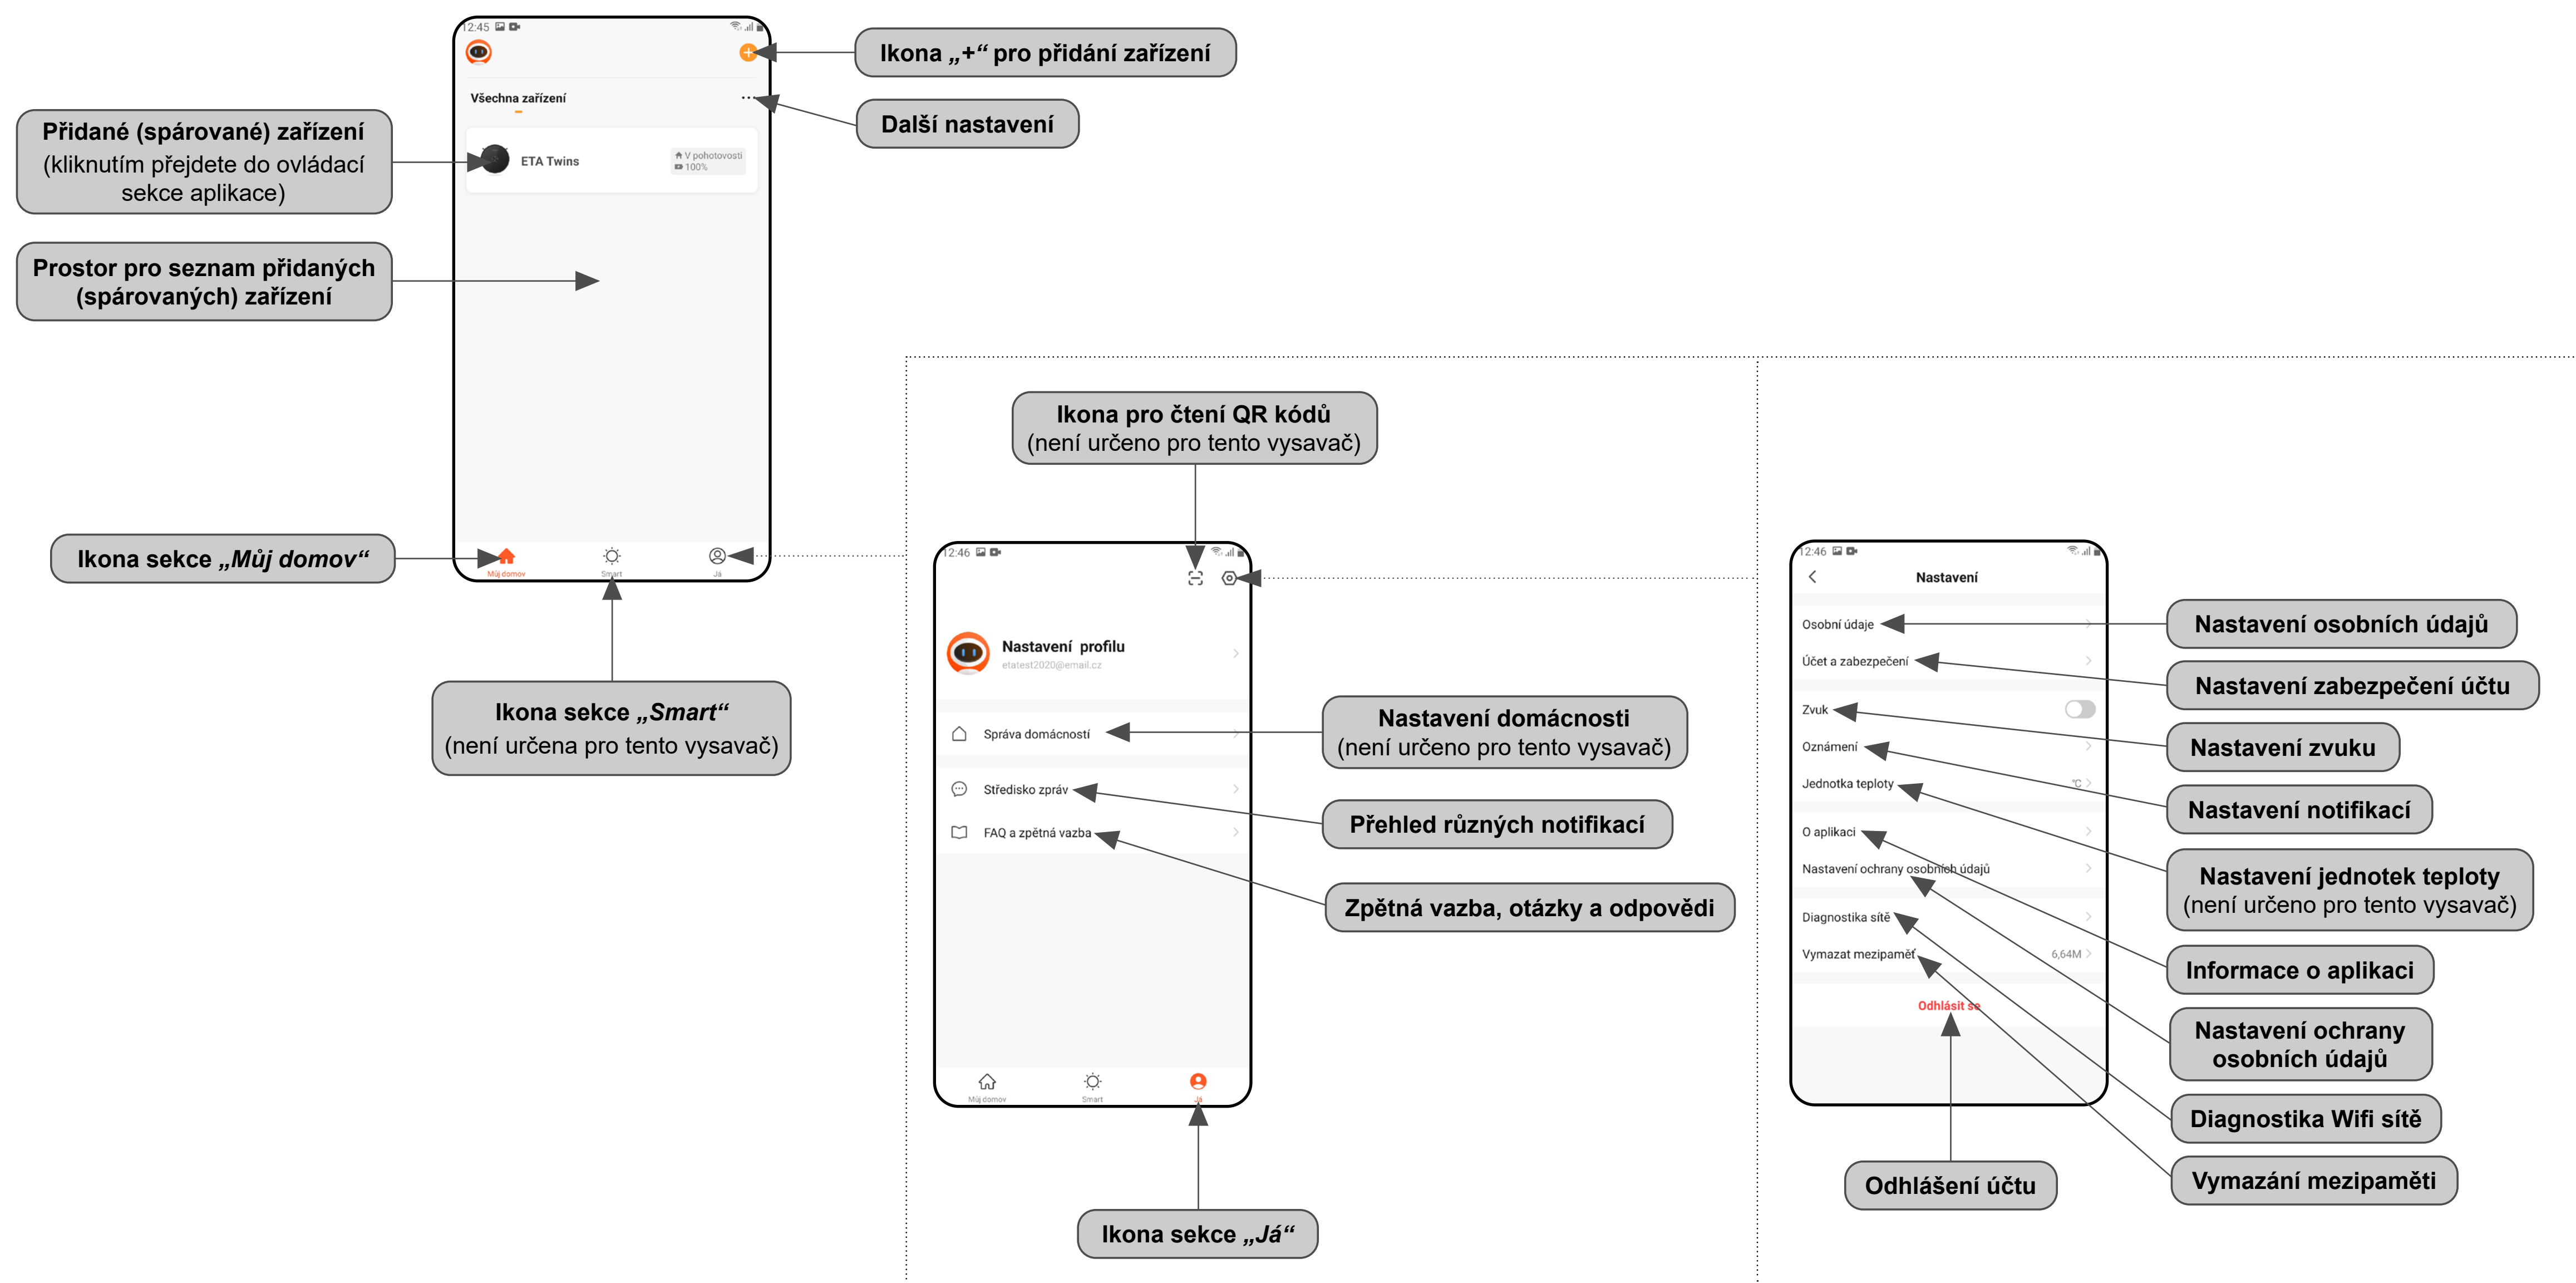 12:45
Všechna zařízení
ETA Twins
V pohotovosti
100%
Můj domov
Smart
Já
Ikona „+“ pro přidání zařízení
Další nastavení
Přidané (spárované) zařízení
(kliknutím přejdete do ovládací
sekce aplikace)
Prostor pro seznam přidaných
(spárovaných) zařízení
Ikona sekce „Můj domov“
Ikona sekce „Smart“
(není určena pro tento vysavač)
Ikona pro čtení QR kódů
(není určeno pro tento vysavač)
12:46
Nastavení profilu
etatest2020@email.cz
Správa domácností
Středisko zpráv
FAQ a zpětná vazba
Můj domov
Smart
Já
Nastavení domácnosti
(není určeno pro tento vysavač)
Přehled různých notifikací
Zpětná vazba, otázky a odpovědi
Ikona sekce „Já“
12:46
Nastavení
Osobní údaje
Účet a zabezpečení
Zvuk
Oznámení
Jednotka teploty
°C
O aplikaci
Nastavení ochrany osobních údajů
Diagnostika sítě
Vymazat mezipaměť
6,64M
Odhlásit se
Nastavení osobních údajů
Nastavení zabezpečení účtu
Nastavení zvuku
Nastavení notifikací
Nastavení jednotek teploty
(není určeno pro tento vysavač)
Informace o aplikaci
Nastavení ochrany
osobních údajů
Diagnostika Wifi sítě
Vymazání mezipaměti
Odhlášení účtu